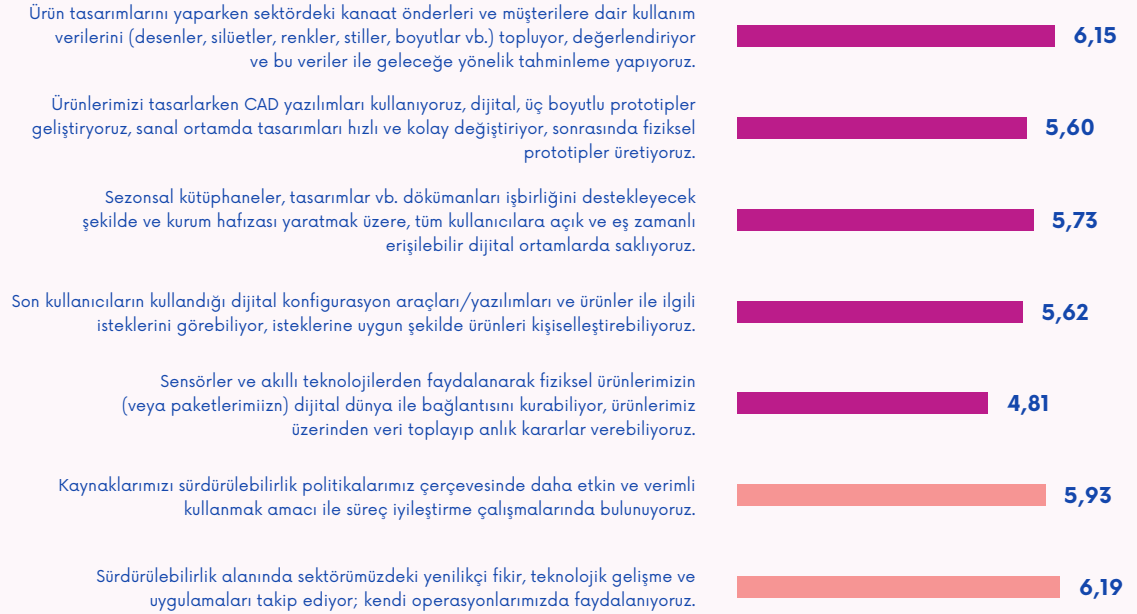 Ürün tasarımlarını yaparken sektördeki kanaat önderleri ve müşterilere dair kullanım
verilerini (desenler, silüetler, renkler, stiller, boyutlar vb.) topluyor, değerlendiriyor
ve bu veriler ile geleceğe yönelik tahminleme yapıyoruz.
6,15
Ürünlerimizi tasarlarken CAD yazılımları kullanıyoruz, dijital, üç boyutlu prototipler
geliştiryoruz, sanal ortamda tasarımları hızlı ve kolay değiştiriyor, sonrasında fiziksel
prototipler üretiyoruz.
5,60
Sezonsal kütüphaneler, tasarımlar vb. dökümanları işbirliğini destekleyecek
şekilde ve kurum hafızası yaratmak üzere, tüm kullanıcılara açık ve eş zamanlı
erişilebilir dijital ortamlarda saklıyoruz.
5,73
Son kullanıcıların kullandığı dijital konfigurasyon araçları/yazılımları ve ürünler ile ilgili
isteklerini görebiliyor, isteklerine uygun şekilde ürünleri kişiselleştirebiliyoruz.
5,62
Sensörler ve akıllı teknolojilerden faydalanarak fiziksel ürünlerimizin
(veya paketlerimiizn) dijital dünya ile bağlantısını kurabiliyor, ürünlerimiz
üzerinden veri toplayıp anlık kararlar verebiliyoruz.
4,81
Kaynaklarımızı sürdürülebilirlik politikalarımız çerçevesinde daha etkin ve verimli
kullanmak amacı ile süreç iyileştirme çalışmalarında bulunuyoruz.
5,93
Sürdürülebilirlik alanında sektörümüzdeki yenilikçi fikir, teknolojik gelişme ve
uygulamaları takip ediyor; kendi operasyonlarımızda faydalanıyoruz.
6,19